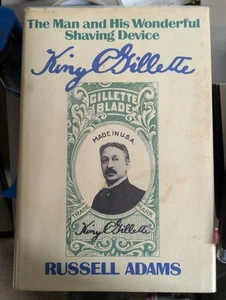 The Man and His Wonderful
Shaving Device
King C Gillette
GILLETTE
BLADE
MADE IN U.S.A.
TRADE MARK
King C Gillette
RUSSELL ADAMS